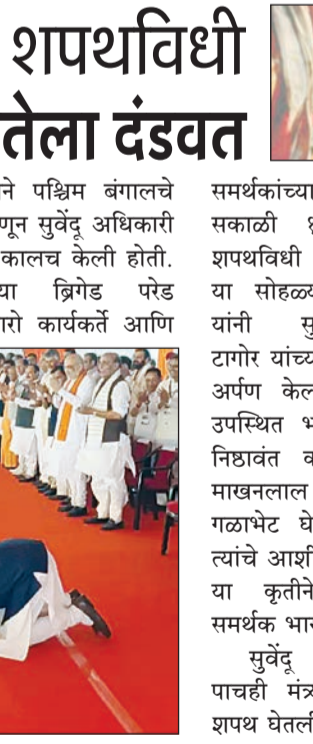 शपथविधी
तेला दंडवत
ने पश्चिम बंगालचे
णून सुवेंदू अधिकारी
कालच केली होती.
या ब्रिगेड परेड
ारो कार्यकर्ते आणि
समर्थकांच्या
सकाळी
शपथविधी
या सोहळ्य
यांनी सु
टागोर यांच्य
अर्पण केल
उपस्थित भ
निष्ठावंत क
माखनलाल
गळाभेट घे
त्यांचे आशी
या कृतीने
समर्थक भार
सुवेंदू
पाचही मंत्र्य
शपथ घेतली